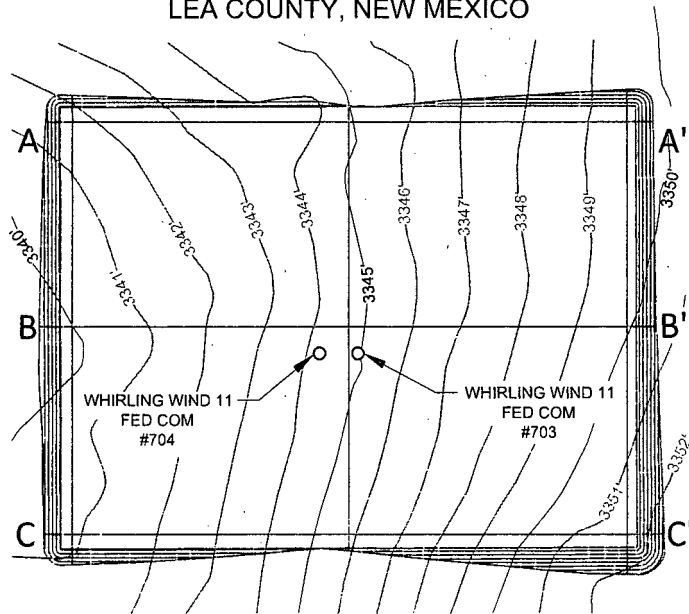 LEA COUNTY, NEW MEXICO
A
A'
3350'
3340'
3341'
3342'
3343'
3344'
3345'
3346'
3347'
3348'
3349'
B
B'
WHIRLING WIND 11
FED COM
#704
WHIRLING WIND 11
FED COM
#703
3351'
3352'
C
C'